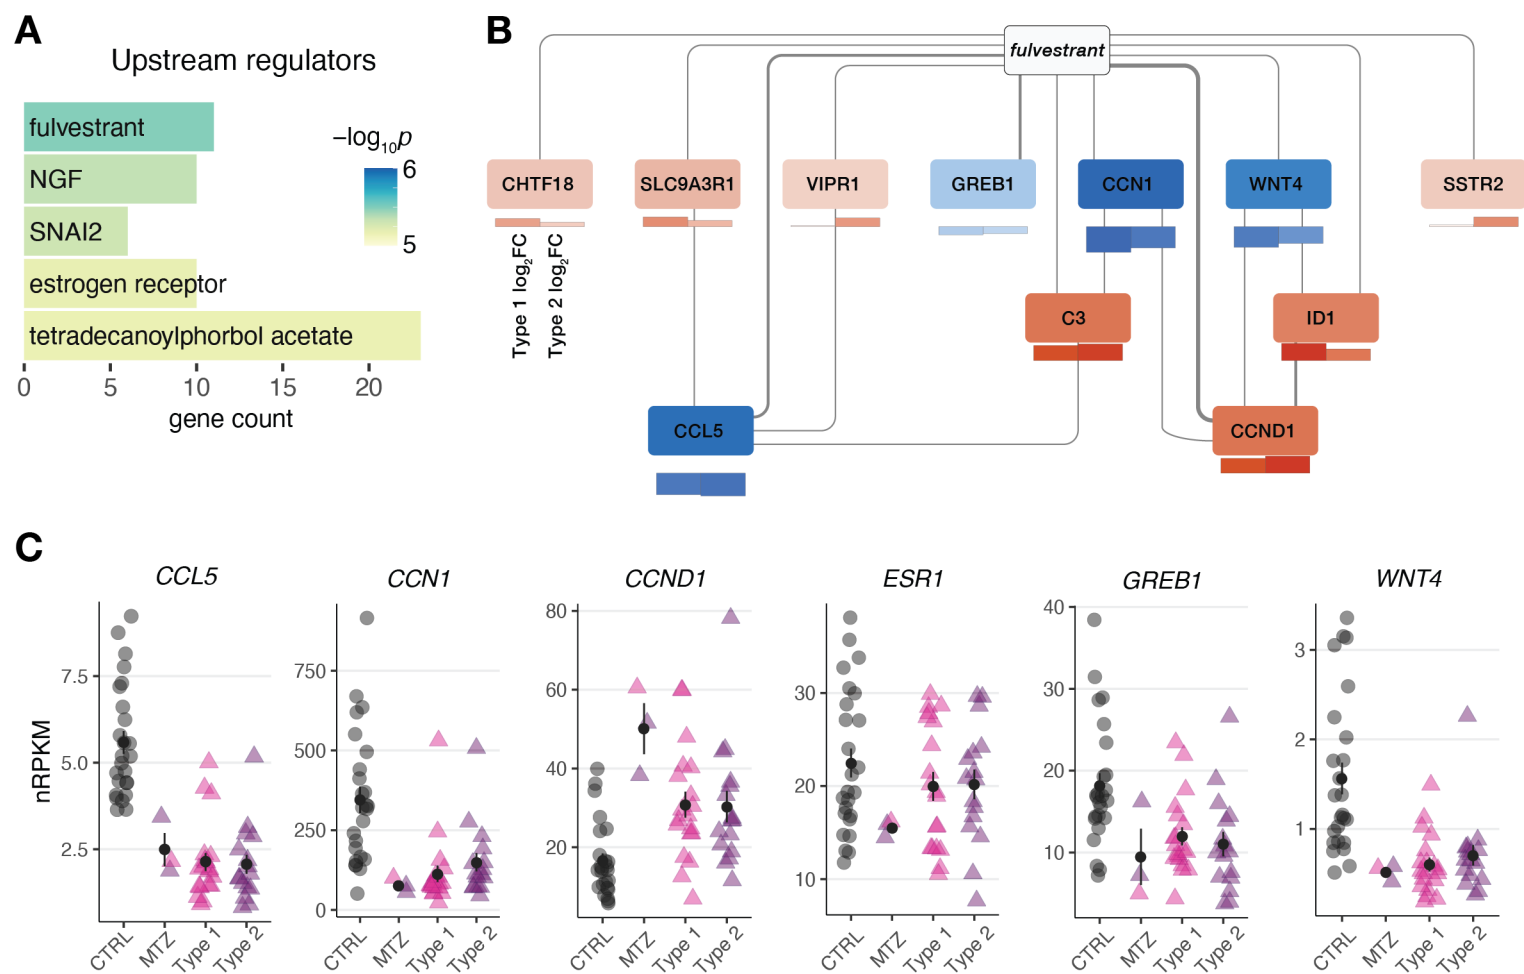 A
Upstream regulators
fulvestrant
NGF
SNAI2
estrogen receptor
tetradecanoylphorbol acetate
0 5 10 15 20
gene count
−log10p
6
5
B
fulvestrant
CHTF18 SLC9A3R1 VIPR1 GREB1 CCN1 WNT4 SSTR2
Type 1 log2FC
Type 2 log2FC
C3 ID1
CCL5 CCND1
C
nRPKM
CCL5
7.5
5.0
2.5
CTRL MTZ Type 1 Type 2
CCN1
750
500
250
0
CTRL MTZ Type 1 Type 2
CCND1
80
60
40
20
CTRL MTZ Type 1 Type 2
ESR1
30
20
10
CTRL MTZ Type 1 Type 2
GREB1
40
30
20
10
CTRL MTZ Type 1 Type 2
WNT4
3
2
1
CTRL MTZ Type 1 Type 2